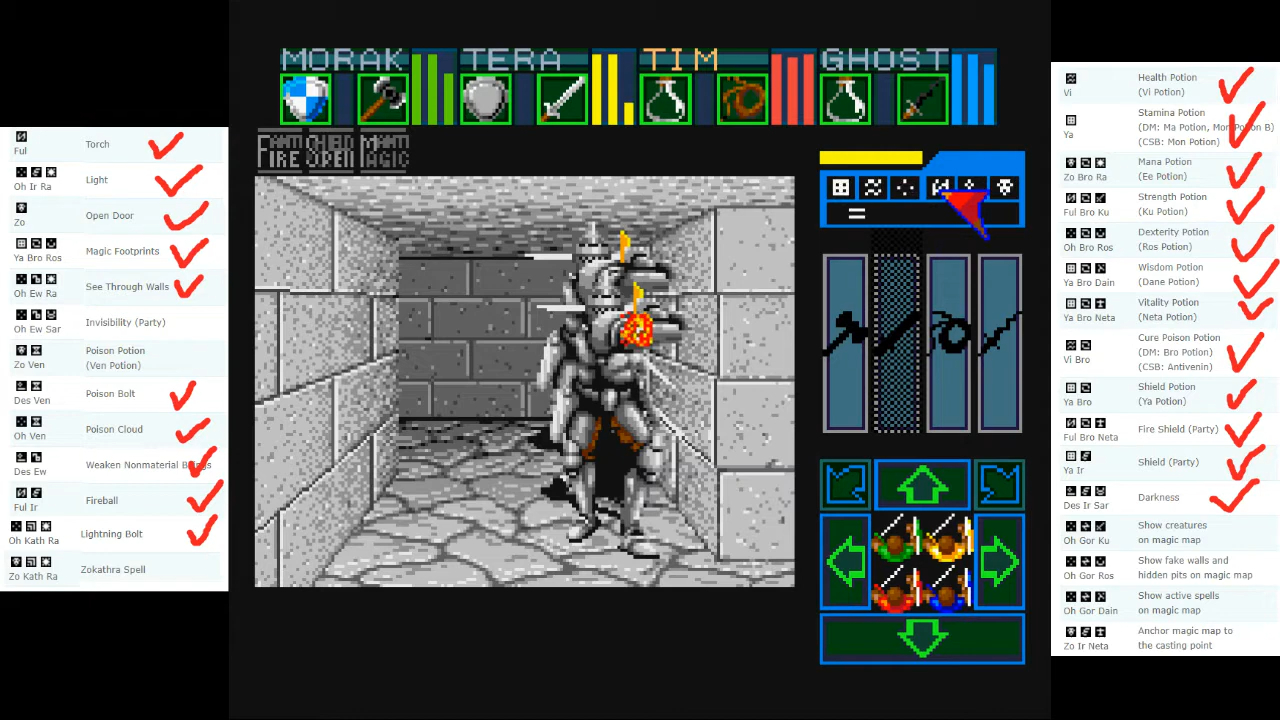 MORAK TERA TIM GHOST
FIRE OPEN MAGIC
Ful Torch
Oh Ir Ra Light
Zo Open Door
Ya Bro Ros Magic Footprints
Oh Ew Ra See Through Walls
Oh Ew Sar Invisibility (Party)
Zo Ven Poison Potion
(Ven Potion)
Des Ven Poison Bolt
Oh Ven Poison Cloud
Des Ew Weaken Nonmaterial
Ful Ir Fireball
Oh Kath Ra Lightning Bolt
Zo Kath Ra Zokathra Spell
=
Vi Health Potion
(Vi Potion)
Ya Stamina Potion
(DM: Ma Potion, Mon Potion B)
(CSB: Mon Potion)
Zo Bro Ra Mana Potion
(Ee Potion)
Ful Bro Ku Strength Potion
(Ku Potion)
Oh Bro Ros Dexterity Potion
(Ros Potion)
Ya Bro Dain Wisdom Potion
(Dane Potion)
Ya Bro Neta Vitality Potion
(Neta Potion)
Vi Bro Cure Poison Potion
(DM: Bro Potion)
(CSB: Antivenin)
Ya Bro Shield Potion
(Ya Potion)
Ful Bro Neta Fire Shield (Party)
Ya Ir Shield (Party)
Des Ir Sar Darkness
Oh Gor Ku Show creatures
on magic map
Oh Gor Ros Show fake walls and
hidden pits on magic map
Oh Gor Dain Show active spells
on magic map
Zo Ir Neta Anchor magic map to
the casting point